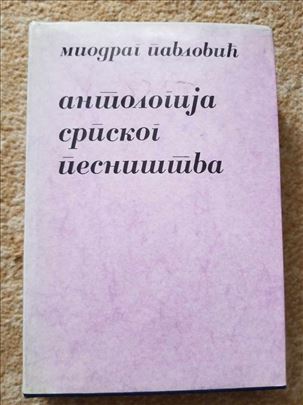 миодраг павловић
антологија
српског
песништва